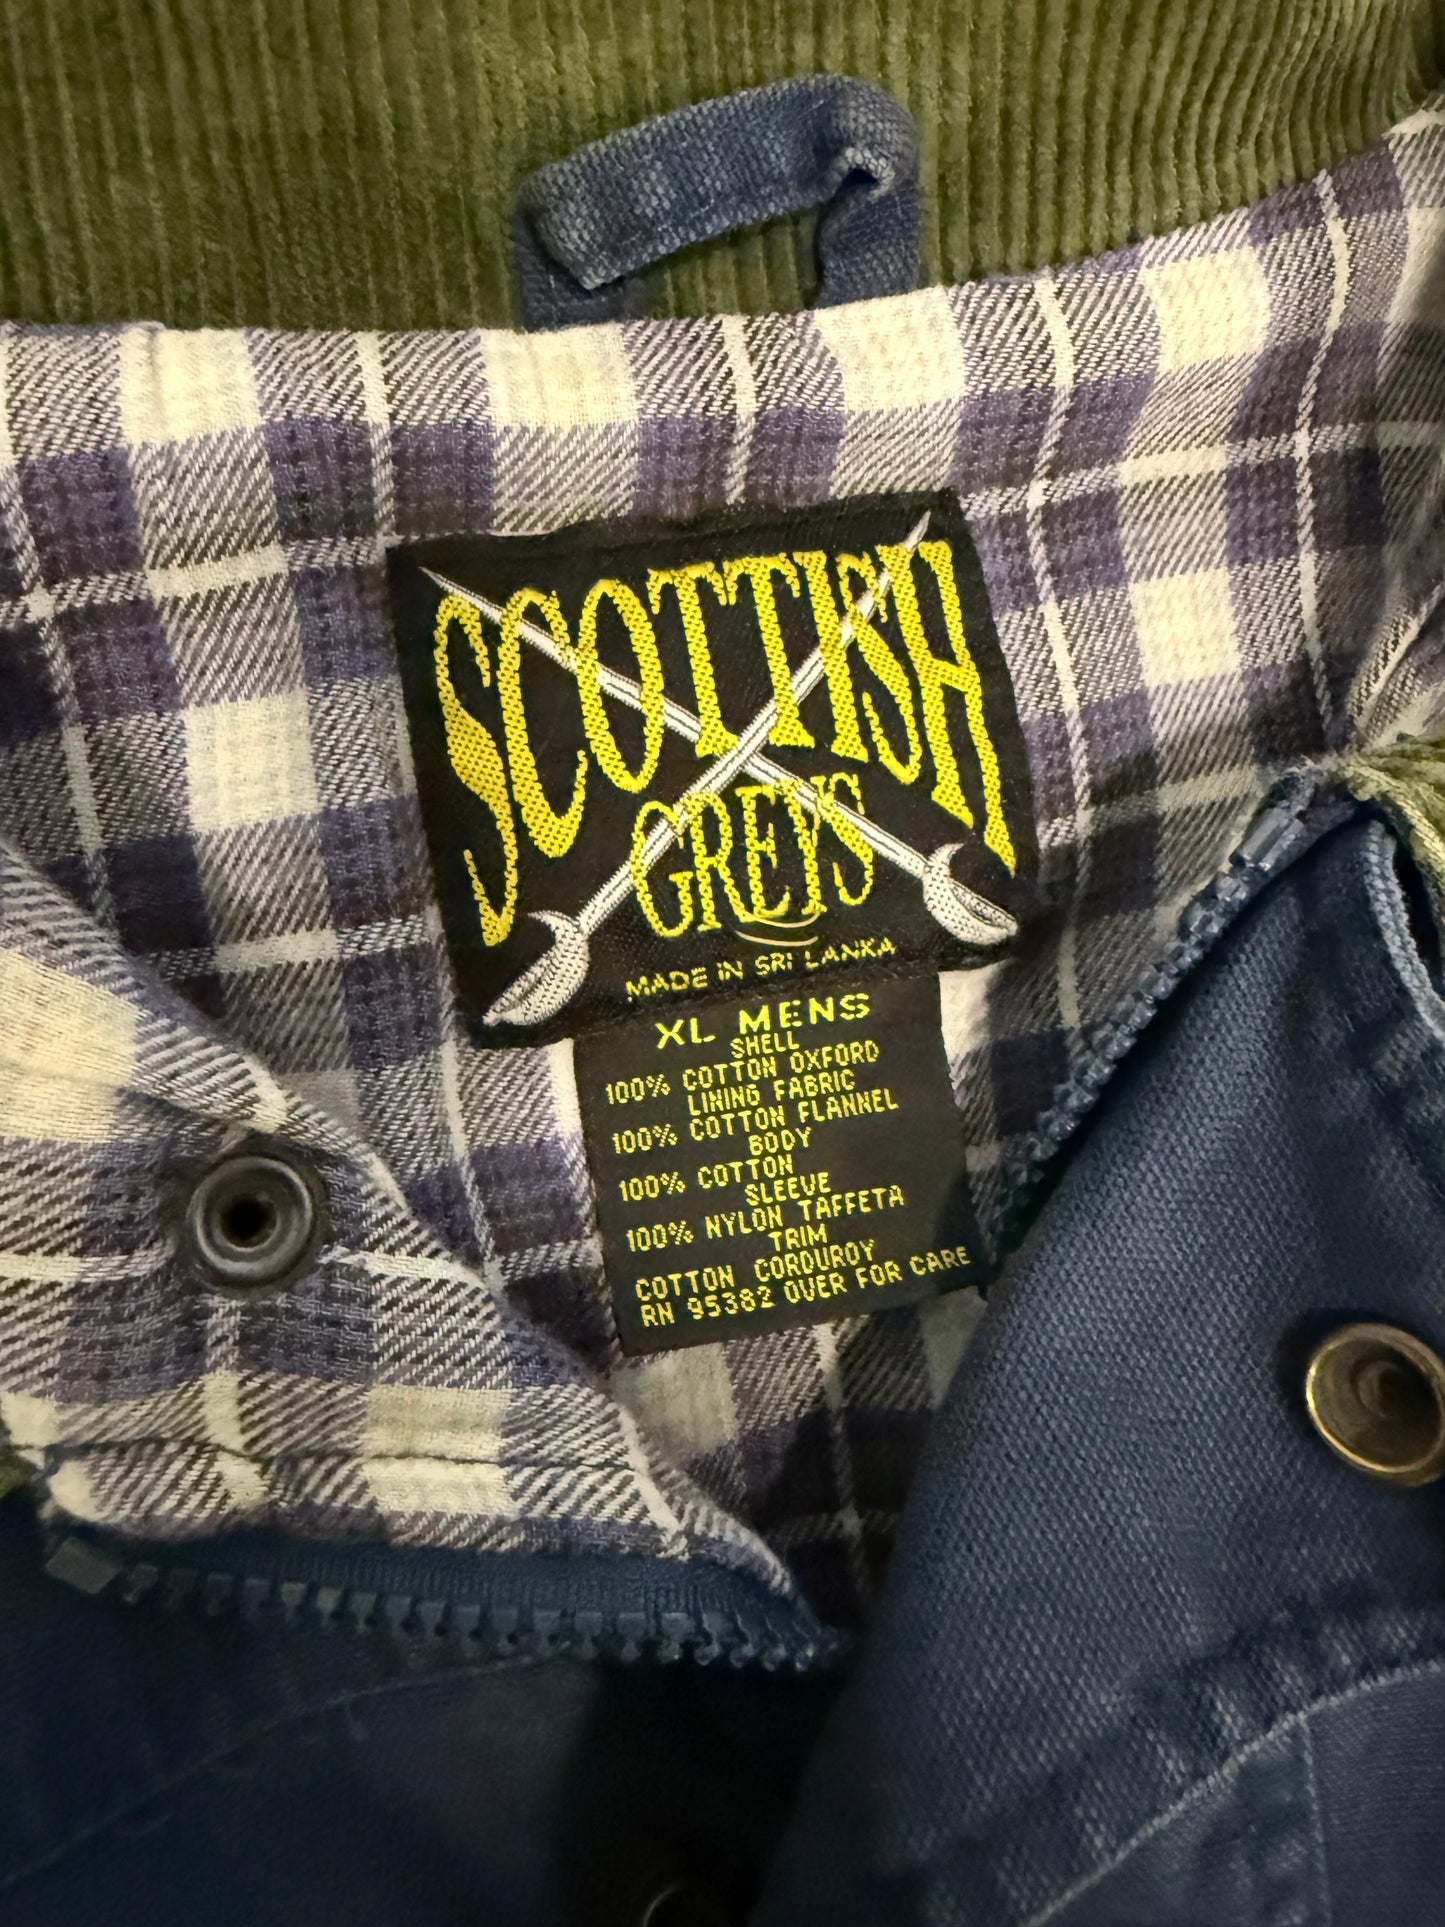 SCOTTISH
GREYS
MADE IN SRI LANKA
XL MENS
SHELL
100% COTTON OXFORD
LINING FABRIC
100% COTTON FLANNEL
BODY
100% COTTON
SLEEVE
100% NYLON TAFFETA
TRIM
COTTON CORDUROY
RN 95382 OVER FOR CARE